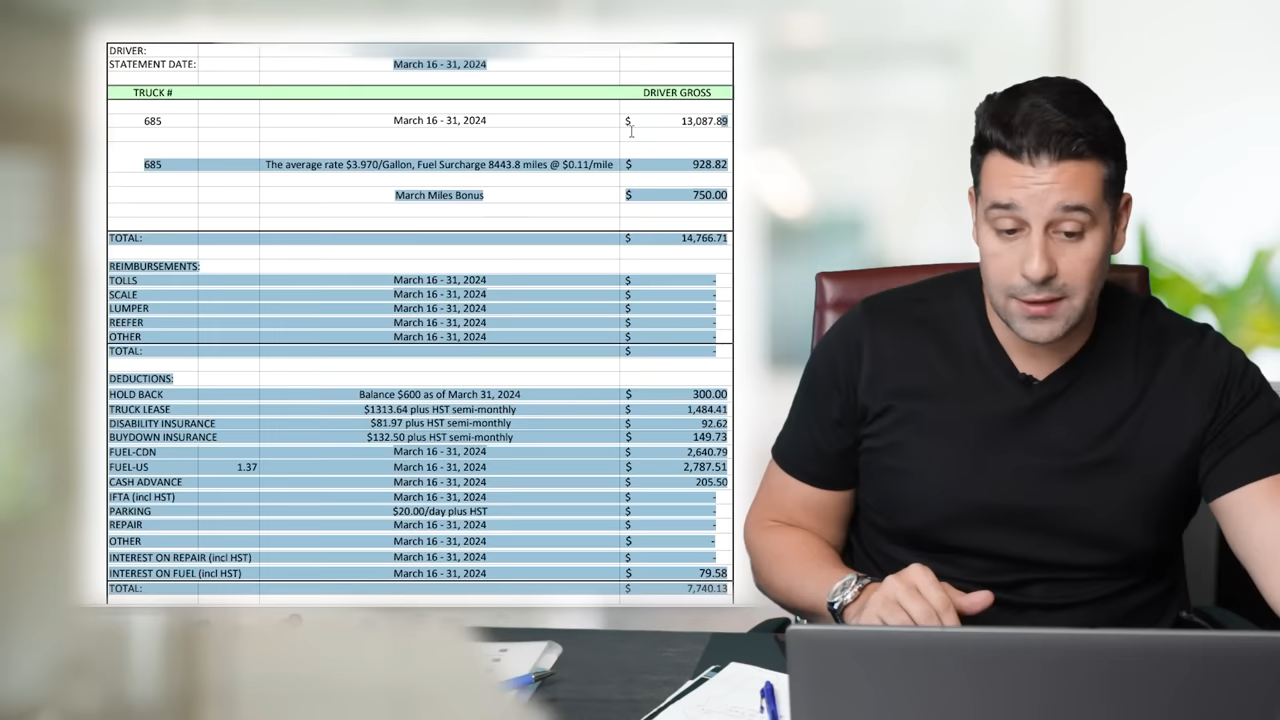 DRIVER:
STATEMENT DATE: March 16 - 31, 2024
TRUCK # DRIVER GROSS
685 March 16 - 31, 2024 $ 13,087.89
685 The average rate $3.970/Gallon, Fuel Surcharge 8443.8 miles @ $0.11/mile $ 928.82
March Miles Bonus $ 750.00
TOTAL: $ 14,766.71
REIMBURSEMENTS:
TOLLS March 16 - 31, 2024 $ -
SCALE March 16 - 31, 2024 $ -
LUMPER March 16 - 31, 2024 $ -
REEFER March 16 - 31, 2024 $ -
OTHER March 16 - 31, 2024 $ -
TOTAL: $ -
DEDUCTIONS:
HOLD BACK Balance $600 as of March 31, 2024 $ 300.00
TRUCK LEASE $1313.64 plus HST semi-monthly $ 1,484.41
DISABILITY INSURANCE $81.97 plus HST semi-monthly $ 92.62
BUYDOWN INSURANCE $132.50 plus HST semi-monthly $ 149.73
FUEL-CDN March 16 - 31, 2024 $ 2,640.79
FUEL-US 1.37 March 16 - 31, 2024 $ 2,787.51
CASH ADVANCE March 16 - 31, 2024 $ 205.50
IFTA (incl HST) March 16 - 31, 2024 $ -
PARKING $20.00/day plus HST $ -
REPAIR March 16 - 31, 2024 $ -
OTHER March 16 - 31, 2024 $ -
INTEREST ON REPAIR (incl HST) March 16 - 31, 2024 $ -
INTEREST ON FUEL (incl HST) March 16 - 31, 2024 $ 79.58
TOTAL: $ 7,740.13